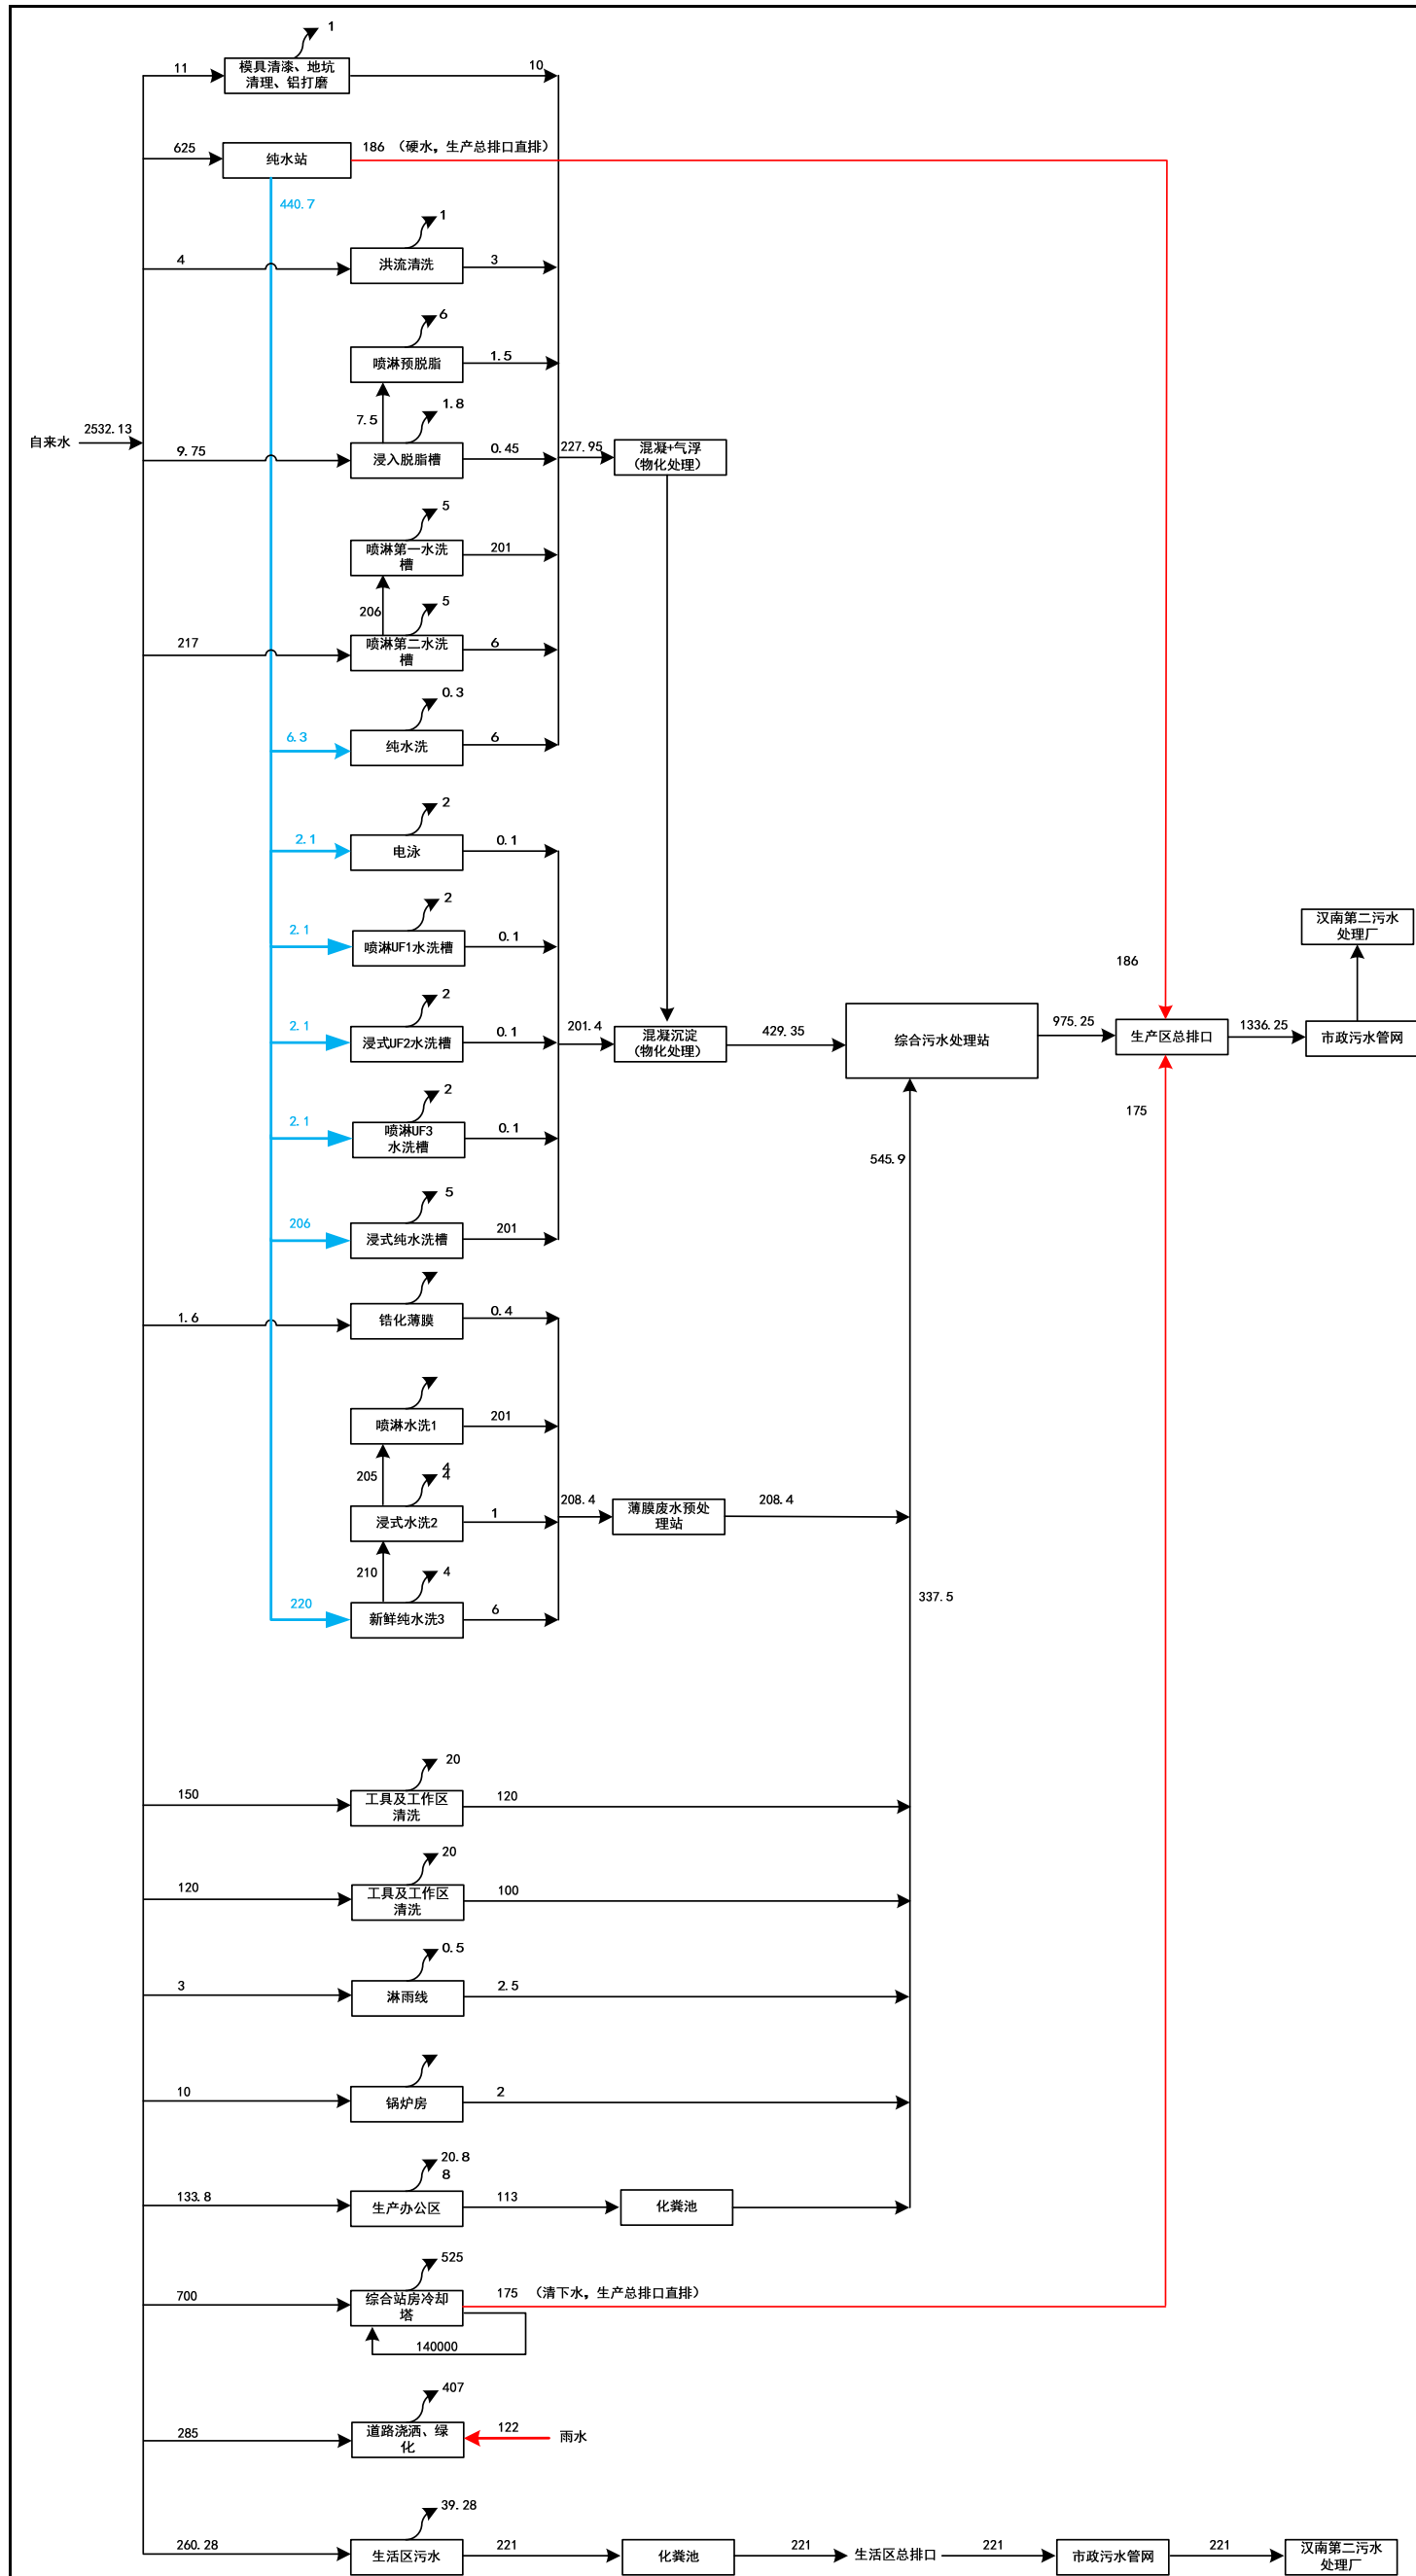 1
11
模具清漆、地坑
清理、铝打磨
10
625
纯水站
186 （硬水，生产总排口直排）
440.7
1
4
洪流清洗
3
6
喷淋预脱脂
1.5
7.5
1.8
自来水
2532.13
9.75
浸入脱脂槽
0.45
227.95
混凝+气浮
（物化处理）
5
喷淋第一水洗
槽
201
206
5
217
喷淋第二水洗
槽
6
0.3
6.3
纯水洗
6
2
2.1
电泳
0.1
2
2.1
喷淋UF1水洗槽
0.1
汉南第二污水
处理厂
186
2
2.1
浸式UF2水洗槽
0.1
201.4
混凝沉淀
（物化处理）
429.35
综合污水处理站
975.25
生产区总排口
1336.25
市政污水管网
2
2.1
喷淋UF3
水洗槽
0.1
175
545.9
5
206
浸式纯水洗槽
201
1.6
锆化薄膜
0.4
喷淋水洗1
201
205
4
4
浸式水洗2
1
208.4
薄膜废水预处
理站
208.4
210
4
220
新鲜纯水洗3
6
337.5
20
150
工具及工作区
清洗
120
20
120
工具及工作区
清洗
100
0.5
3
淋雨线
2.5
10
锅炉房
2
20.8
8
133.8
生产办公区
113
化粪池
525
700
综合站房冷却
塔
175 （清下水，生产总排口直排）
140000
407
285
道路浇洒、绿
化
122
雨水
39.28
260.28
生活区污水
221
化粪池
221
生活区总排口
221
市政污水管网
221
汉南第二污水
处理厂